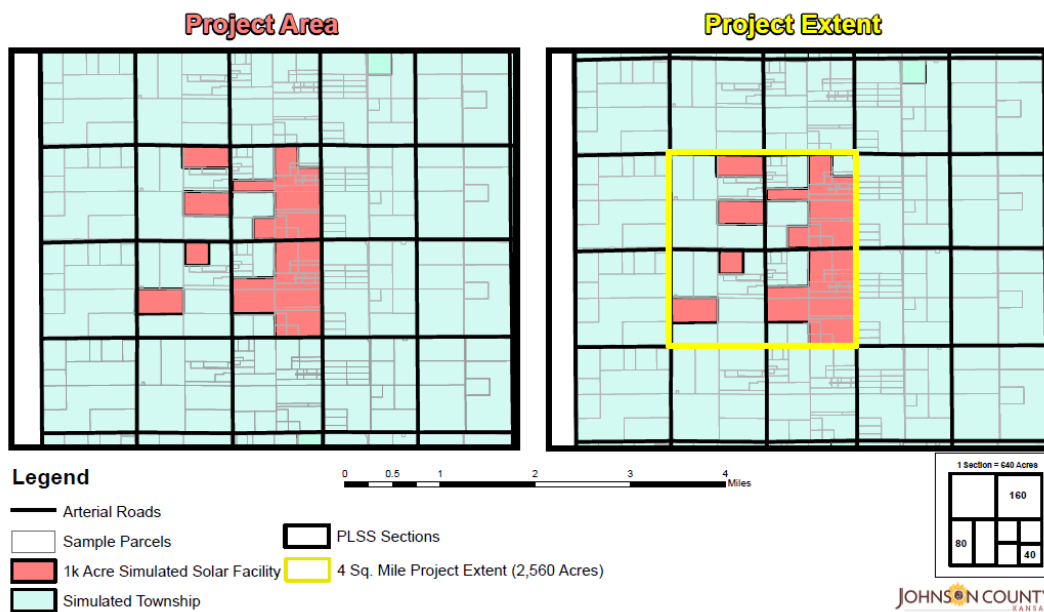 Project Area
Project Extent
Legend
Arterial Roads
Sample Parcels
1k Acre Simulated Solar Facility
Simulated Township
PLSS Sections
4 Sq. Mile Project Extent (2,560 Acres)
0 0.5 1 2 3 4
Miles
1 Section = 640 Acres
160
80
40
JOHNSON COUNTY
KANSAS